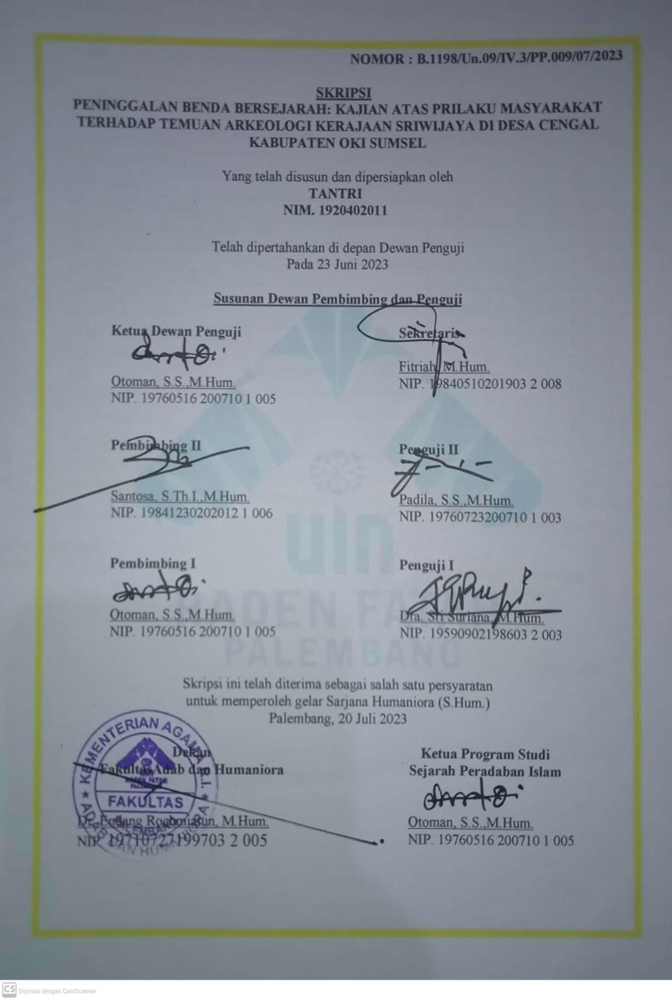 NOMOR : B.1198/Un.09/IV.3/PP.009/07/2023
SKRIPSI
PENINGGALAN BENDA BERSEJARAH: KAJIAN ATAS PRILAKU MASYARAKAT
TERHADAP TEMUAN ARKEOLOGI KERAJAAN SRIWIJAYA DI DESA CENGAL
KABUPATEN OKI SUMSEL
Yang telah disusun dan dipersiapkan oleh
TANTRI
NIM. 1920402011
Telah dipertahankan di depan Dewan Penguji
Pada 23 Juni 2023
Susunan Dewan Pembimbing dan Penguji
Ketua Dewan Penguji
Otoman, S.S.,M.Hum.
NIP. 19760516 200710 1 005
Sekretaris
Fitriah, M.Hum.
NIP. 19840510201903 2 008
Pembimbing II
Santosa, S.Th.I.,M.Hum.
NIP. 19841230202012 1 006
Penguji II
Padila, S.S.,M.Hum.
NIP. 19760723200710 1 003
Pembimbing I
Otoman, S.S.,M.Hum.
NIP. 19760516 200710 1 005
Penguji I
Dra. Sri Suriana, M.Hum.
NIP. 19590902198603 2 003
uin
RADEN FATAH
PALEMBANG
Skripsi ini telah diterima sebagai salah satu persyaratan
untuk memperoleh gelar Sarjana Humaniora (S.Hum.)
Palembang, 20 Juli 2023
Dekan
Fakultas Adab dan Humaniora
Dr. Endang Rochmiatun, M.Hum.
NIP. 19710727199703 2 005
KEMENTERIAN AGAMA R.I.
FAKULTAS
ADAB DAN HUMANIORA
Ketua Program Studi
Sejarah Peradaban Islam
Otoman, S.S.,M.Hum.
NIP. 19760516 200710 1 005
CS Dipindai dengan CamScanner